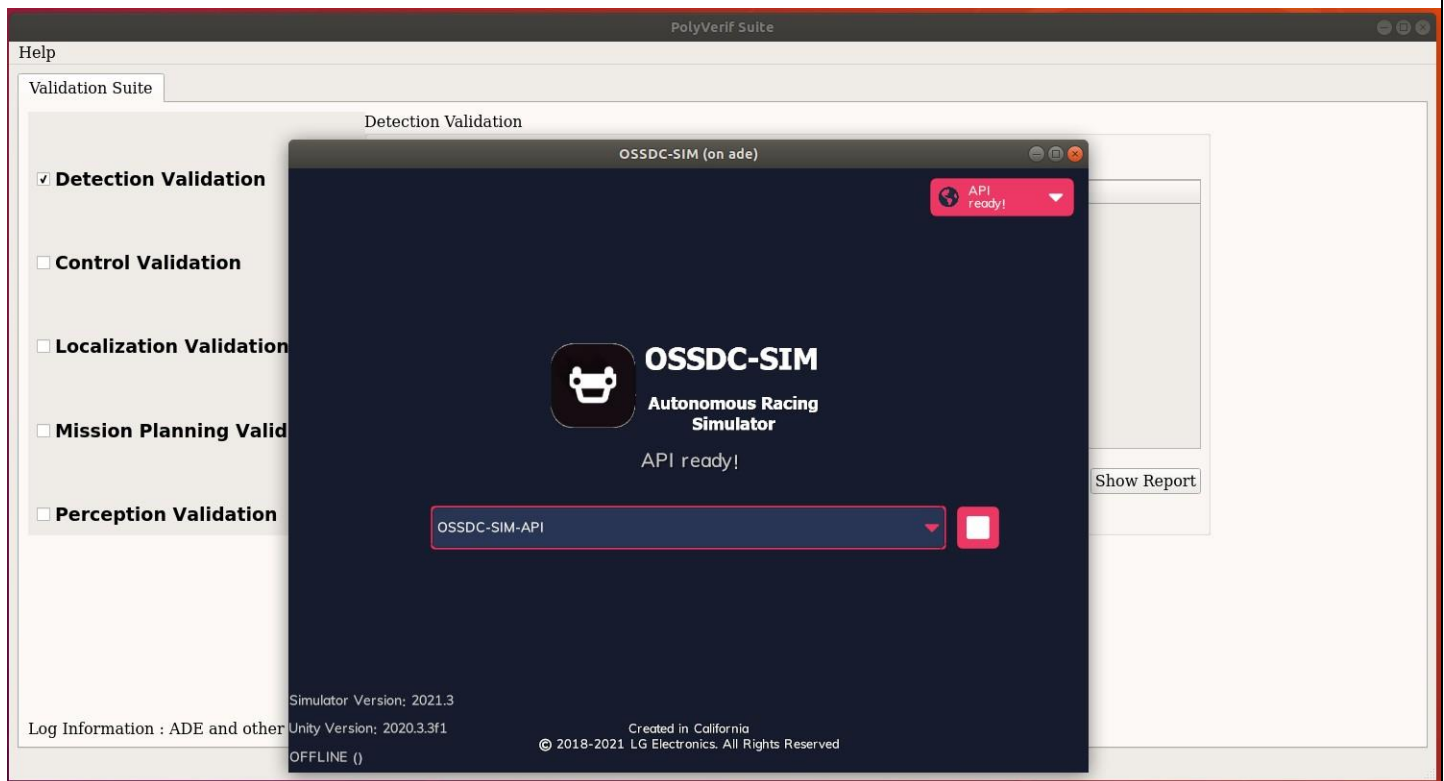 PolyVerif Suite
Help
Validation Suite
Detection Validation
OSSDC-SIM (on ade)
Detection Validation
API
ready!
Control Validation
Localization Validation
OSSDC-SIM
Autonomous Racing
Simulator
Mission Planning Valid
API ready!
Show Report
Perception Validation
OSSDC-SIM-API
Simulator Version: 2021.3
Log Information : ADE and other
Unity Version: 2020.3.3f1
Created in California
© 2018-2021 LG Electronics. All Rights Reserved
OFFLINE ()